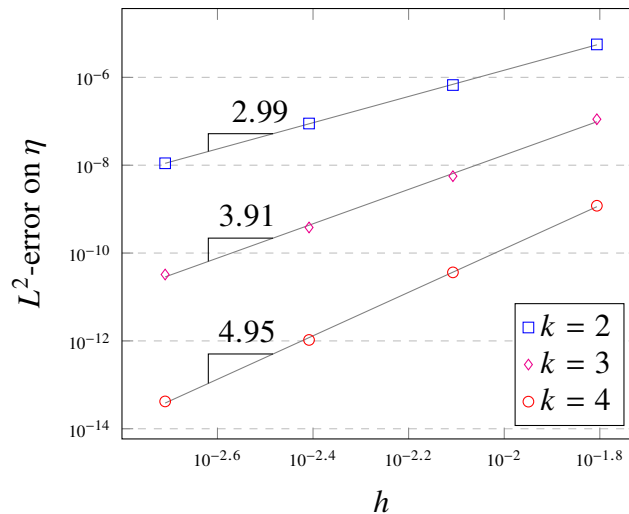 10⁻⁶
10⁻⁸
10⁻¹⁰
10⁻¹²
10⁻¹⁴
L²-error on η
2.99
3.91
4.95
k = 2
k = 3
k = 4
10⁻²·⁶
10⁻²·⁴
10⁻²·²
10⁻²
10⁻¹·⁸
h